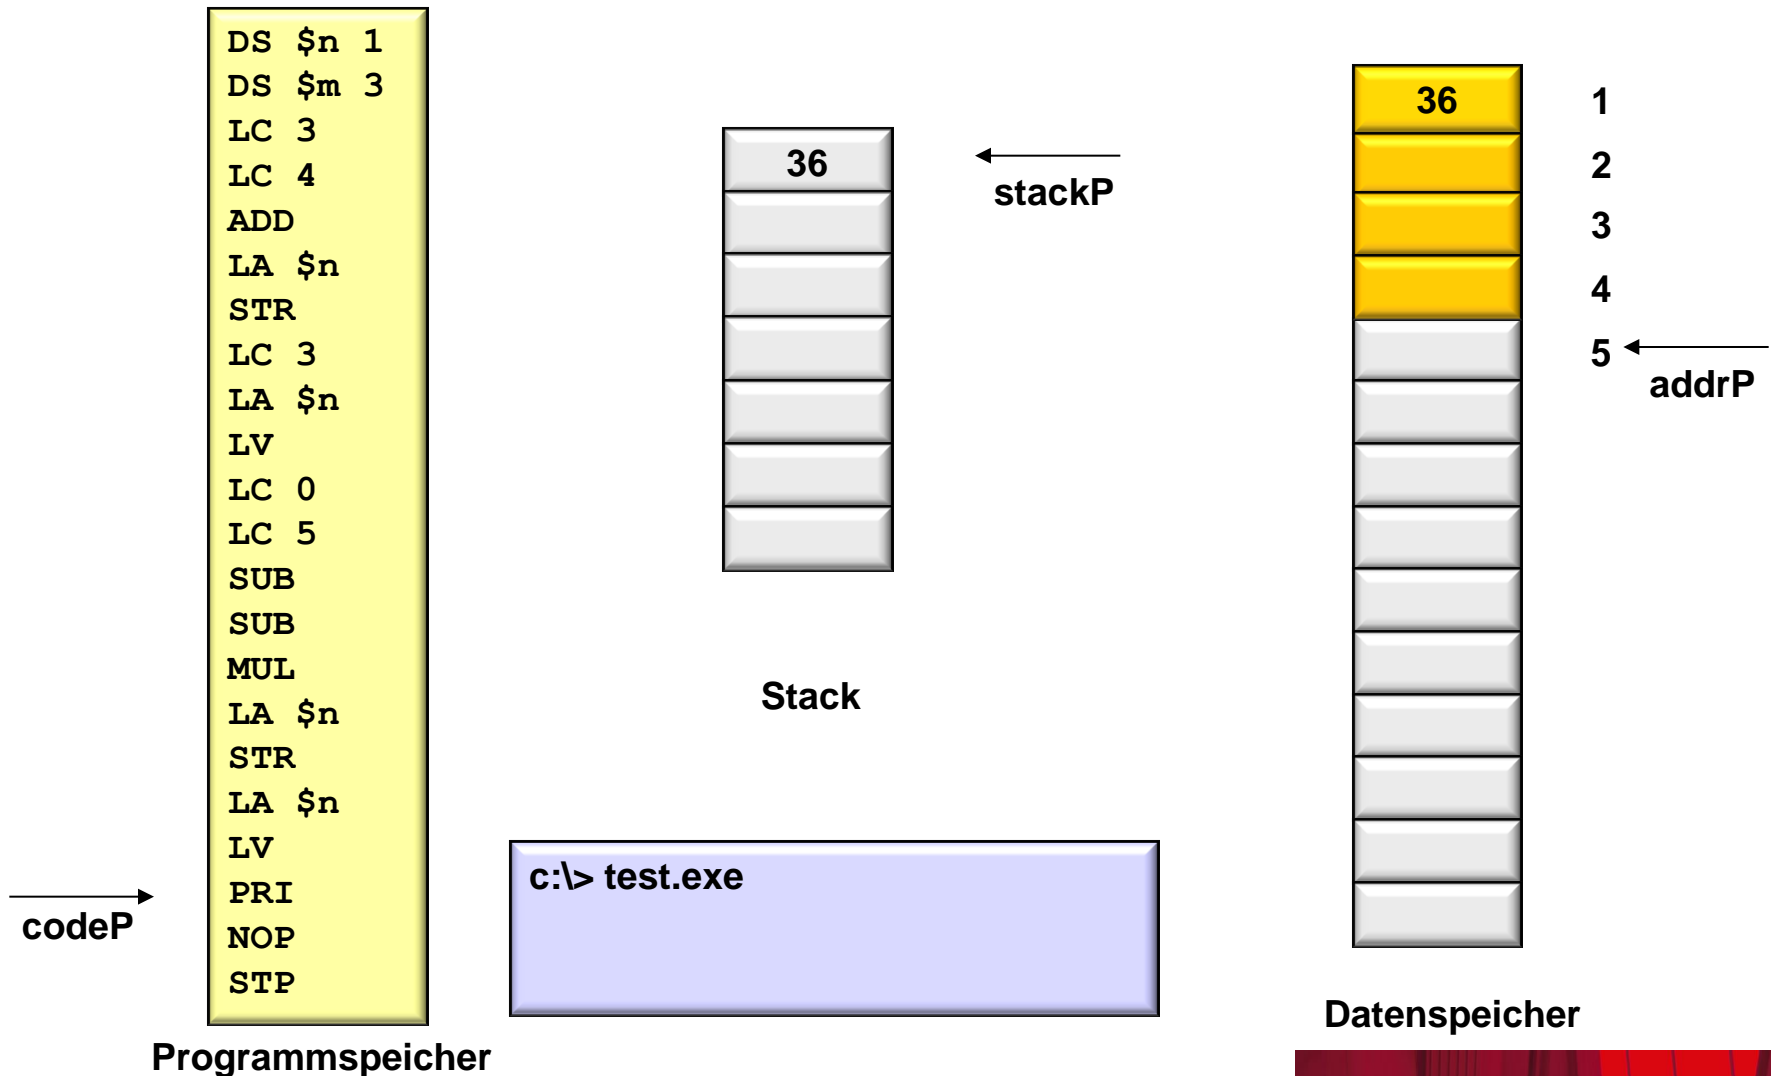 DS $n 1
DS $m 3
LC 3
LC 4
ADD
LA $n
STR
LC 3
LA $n
LV
LC 0
LC 5
SUB
SUB
MUL
LA $n
STR
LA $n
LV
PRI
NOP
STP
codeP
Programmspeicher
36
stackP
Stack
c:\> test.exe
36
1
2
3
4
5
addrP
Datenspeicher